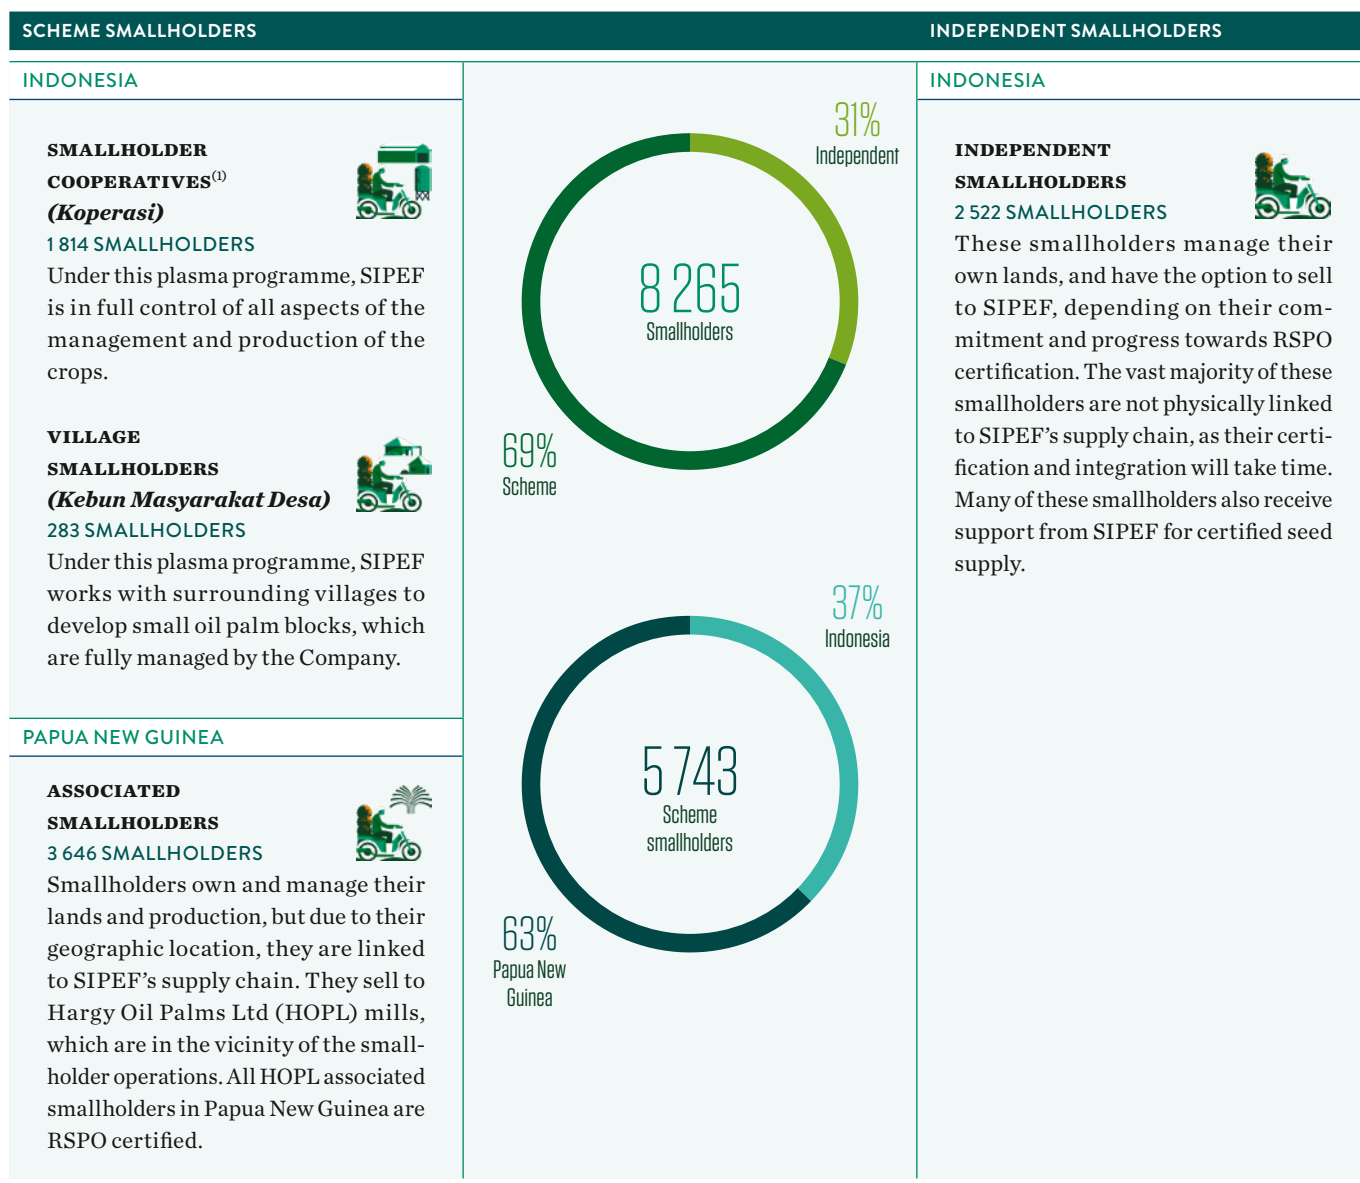 SCHEME SMALLHOLDERS
INDONESIA
SMALLHOLDER
COOPERATIVES(1)
(Koperasi)
1 814 SMALLHOLDERS
Under this plasma programme, SIPEF
is in full control of all aspects of the
management and production of the
crops.
VILLAGE
SMALLHOLDERS
(Kebun Masyarakat Desa)
283 SMALLHOLDERS
Under this plasma programme, SIPEF
works with surrounding villages to
develop small oil palm blocks, which
are fully managed by the Company.
PAPUA NEW GUINEA
ASSOCIATED
SMALLHOLDERS
3 646 SMALLHOLDERS
Smallholders own and manage their
lands and production, but due to their
geographic location, they are linked
to SIPEF’s supply chain. They sell to
Hargy Oil Palms Ltd (HOPL) mills,
which are in the vicinity of the small-
holder operations. All HOPL associated
smallholders in Papua New Guinea are
RSPO certified.
31%
Independent
8 265
Smallholders
69%
Scheme
37%
Indonesia
5 743
Scheme
smallholders
63%
Papua New
Guinea
INDEPENDENT SMALLHOLDERS
INDONESIA
INDEPENDENT
SMALLHOLDERS
2 522 SMALLHOLDERS
These smallholders manage their
own lands, and have the option to sell
to SIPEF, depending on their com-
mitment and progress towards RSPO
certification. The vast majority of these
smallholders are not physically linked
to SIPEF’s supply chain, as their certi-
fication and integration will take time.
Many of these smallholders also receive
support from SIPEF for certified seed
supply.